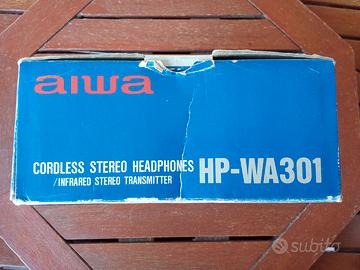 aiwa
CORDLESS STEREO HEADPHONES
/INFRARED STEREO TRANSMITTER
HP-WA301
subito